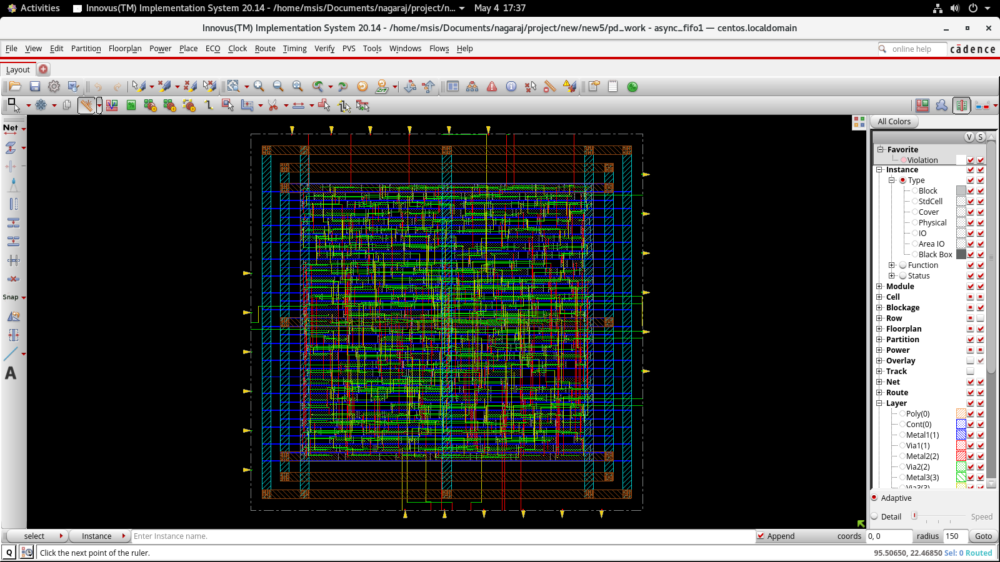 Activities Innovus(TM) Implementation System 20.14 - /home/msis/Documents/nagaraj/project/n... May 4 17:37
Innovus(TM) Implementation System 20.14 - /home/msis/Documents/nagaraj/project/new/new5/pd_work - async_fifo1 — centos.localdomain
File View Edit Partition Floorplan Power Place ECO Clock Route Timing Verify PVS Tools Windows Flows Help online help cādence
Layout
All Colors
Net
V S
Favorite
Violation
Instance
Type
Block
StdCell
Cover
Physical
IO
Area IO
Black Box
Function
Status
Module
Snap
Cell
Blockage
Row
Floorplan
Partition
Power
Overlay
Track
A
Net
Route
Layer
Poly(0)
Cont(0)
Metal1(1)
Via1(1)
Metal2(2)
Via2(2)
Metal3(3)
Via3(3)
Adaptive
Detail Speed
select Instance Enter Instance name. Append coords 0, 0 radius 150 Goto
Q Click the next point of the ruler. 95.50650, 22.46850 Sel: 0 Routed